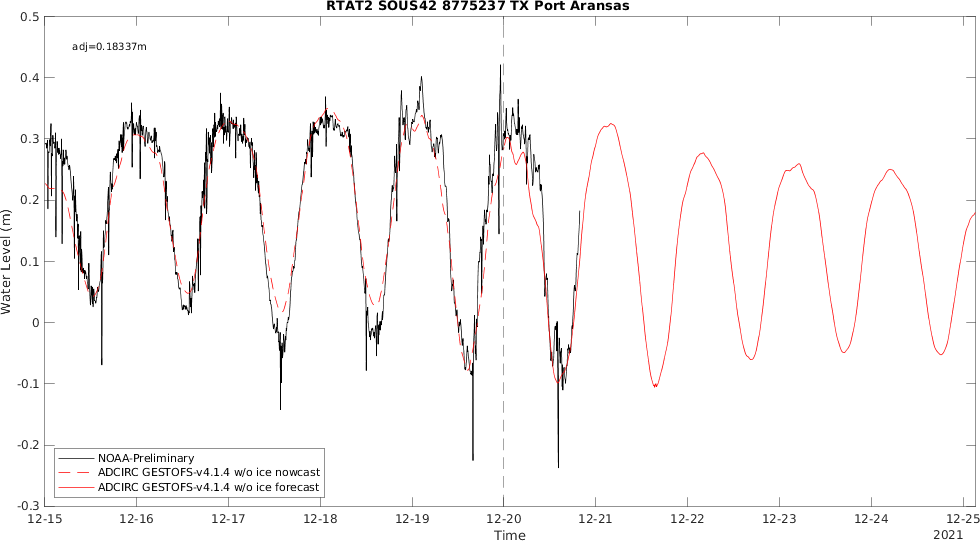 RTAT2 SOUS42 8775237 TX Port Aransas
adj=0.18337m
0.5
0.4
0.3
0.2
0.1
0
-0.1
-0.2
-0.3
Water Level (m)
NOAA-Preliminary
ADCIRC GESTOFS-v4.1.4 w/o ice nowcast
ADCIRC GESTOFS-v4.1.4 w/o ice forecast
12-15 12-16 12-17 12-18 12-19 12-20 12-21 12-22 12-23 12-24 12-25
Time
2021